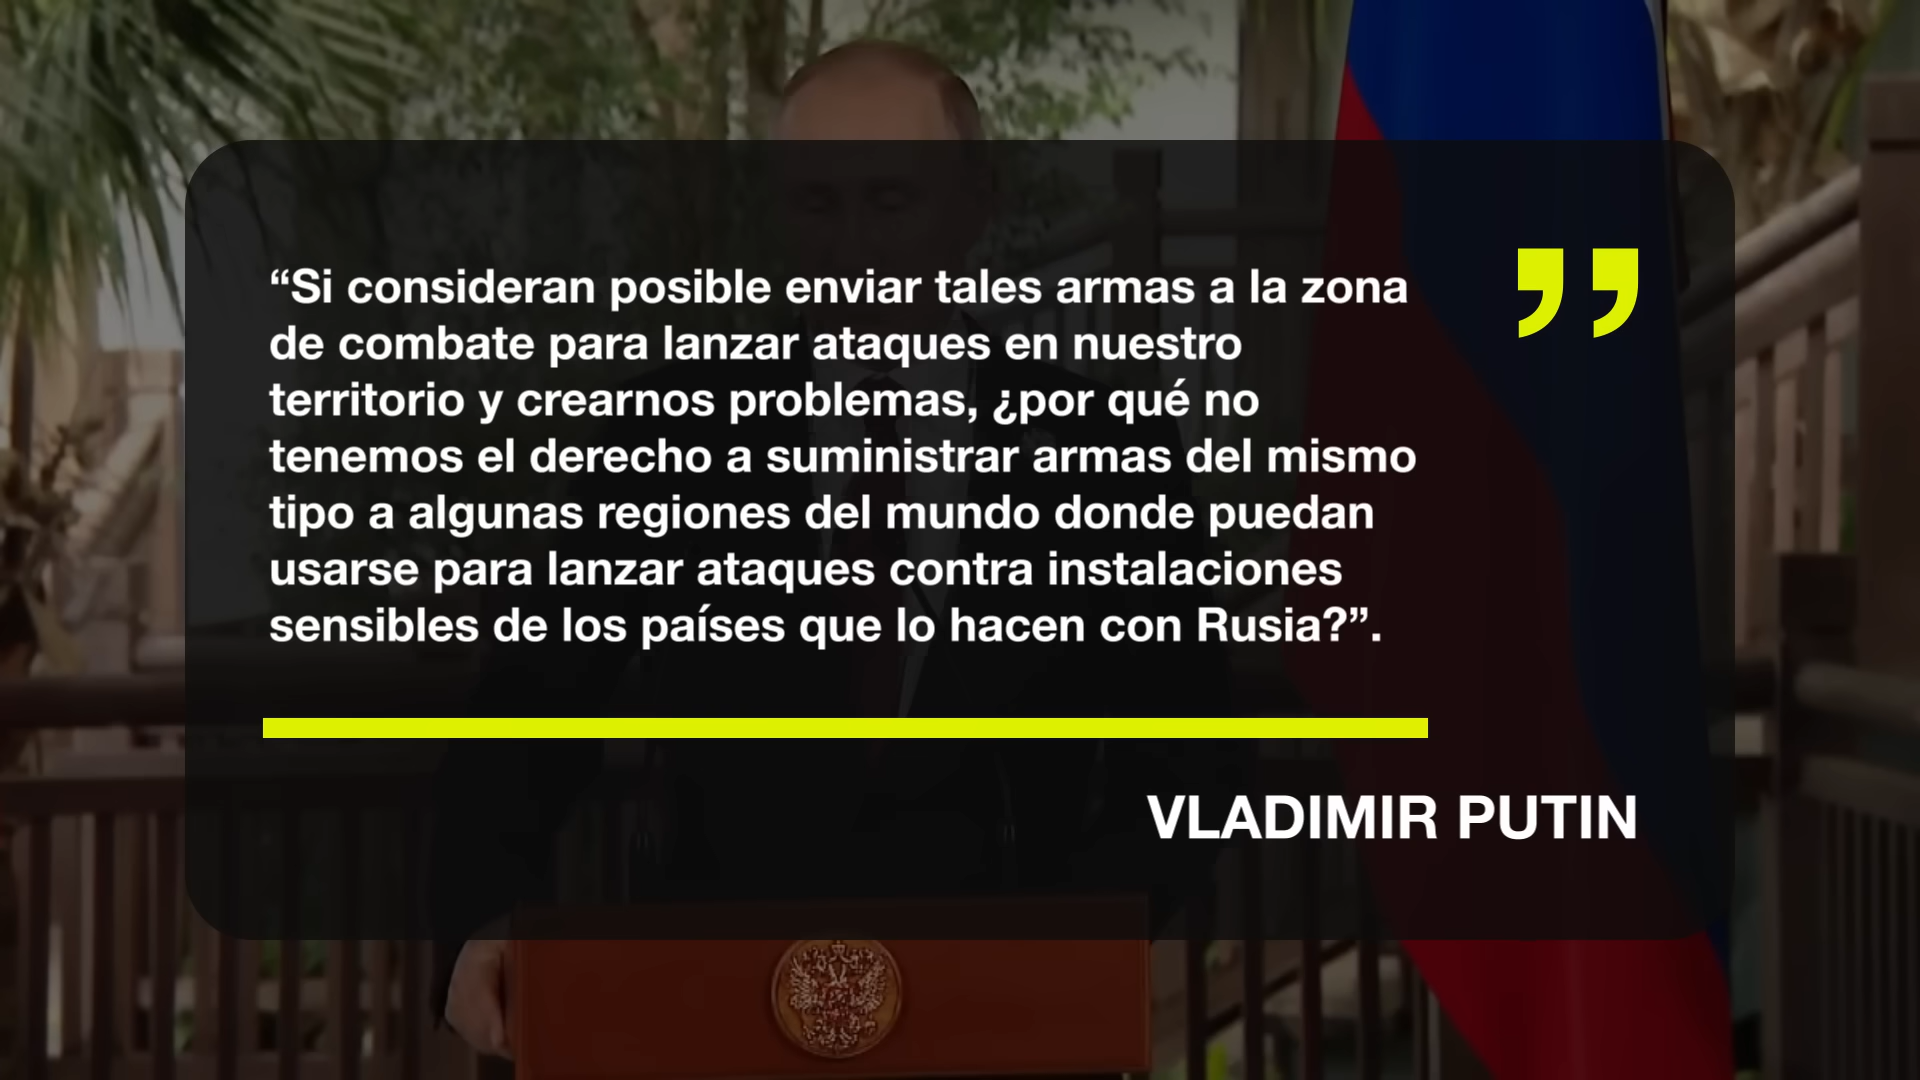 “Si consideran posible enviar tales armas a la zona
de combate para lanzar ataques en nuestro
territorio y crearnos problemas, ¿por qué no
tenemos el derecho a suministrar armas del mismo
tipo a algunas regiones del mundo donde puedan
usarse para lanzar ataques contra instalaciones
sensibles de los países que lo hacen con Rusia?”.
VLADIMIR PUTIN